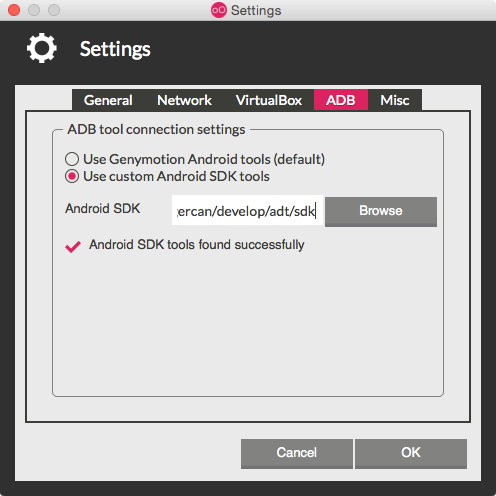 Settings
Settings
General Network VirtualBox ADB Misc
ADB tool connection settings
Use Genymotion Android tools (default)
Use custom Android SDK tools
Android SDK ercan/develop/adt/sdk Browse
Android SDK tools found successfully
Cancel OK